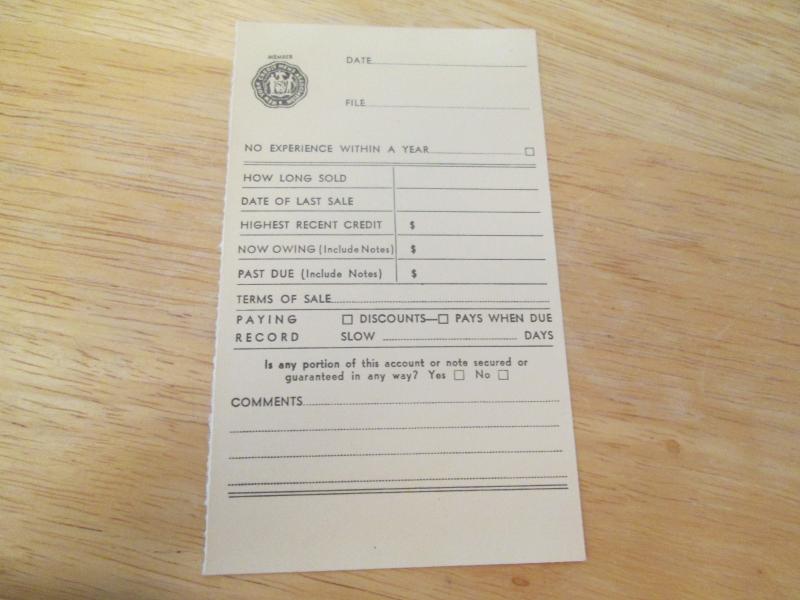 MEMBER
DATE
FILE
NO EXPERIENCE WITHIN A YEAR
HOW LONG SOLD
DATE OF LAST SALE
HIGHEST RECENT CREDIT $
NOW OWING (Include Notes) $
PAST DUE (Include Notes) $
TERMS OF SALE
PAYING □ DISCOUNTS—□ PAYS WHEN DUE
RECORD SLOW DAYS
Is any portion of this account or note secured or
guaranteed in any way? Yes □ No □
COMMENTS